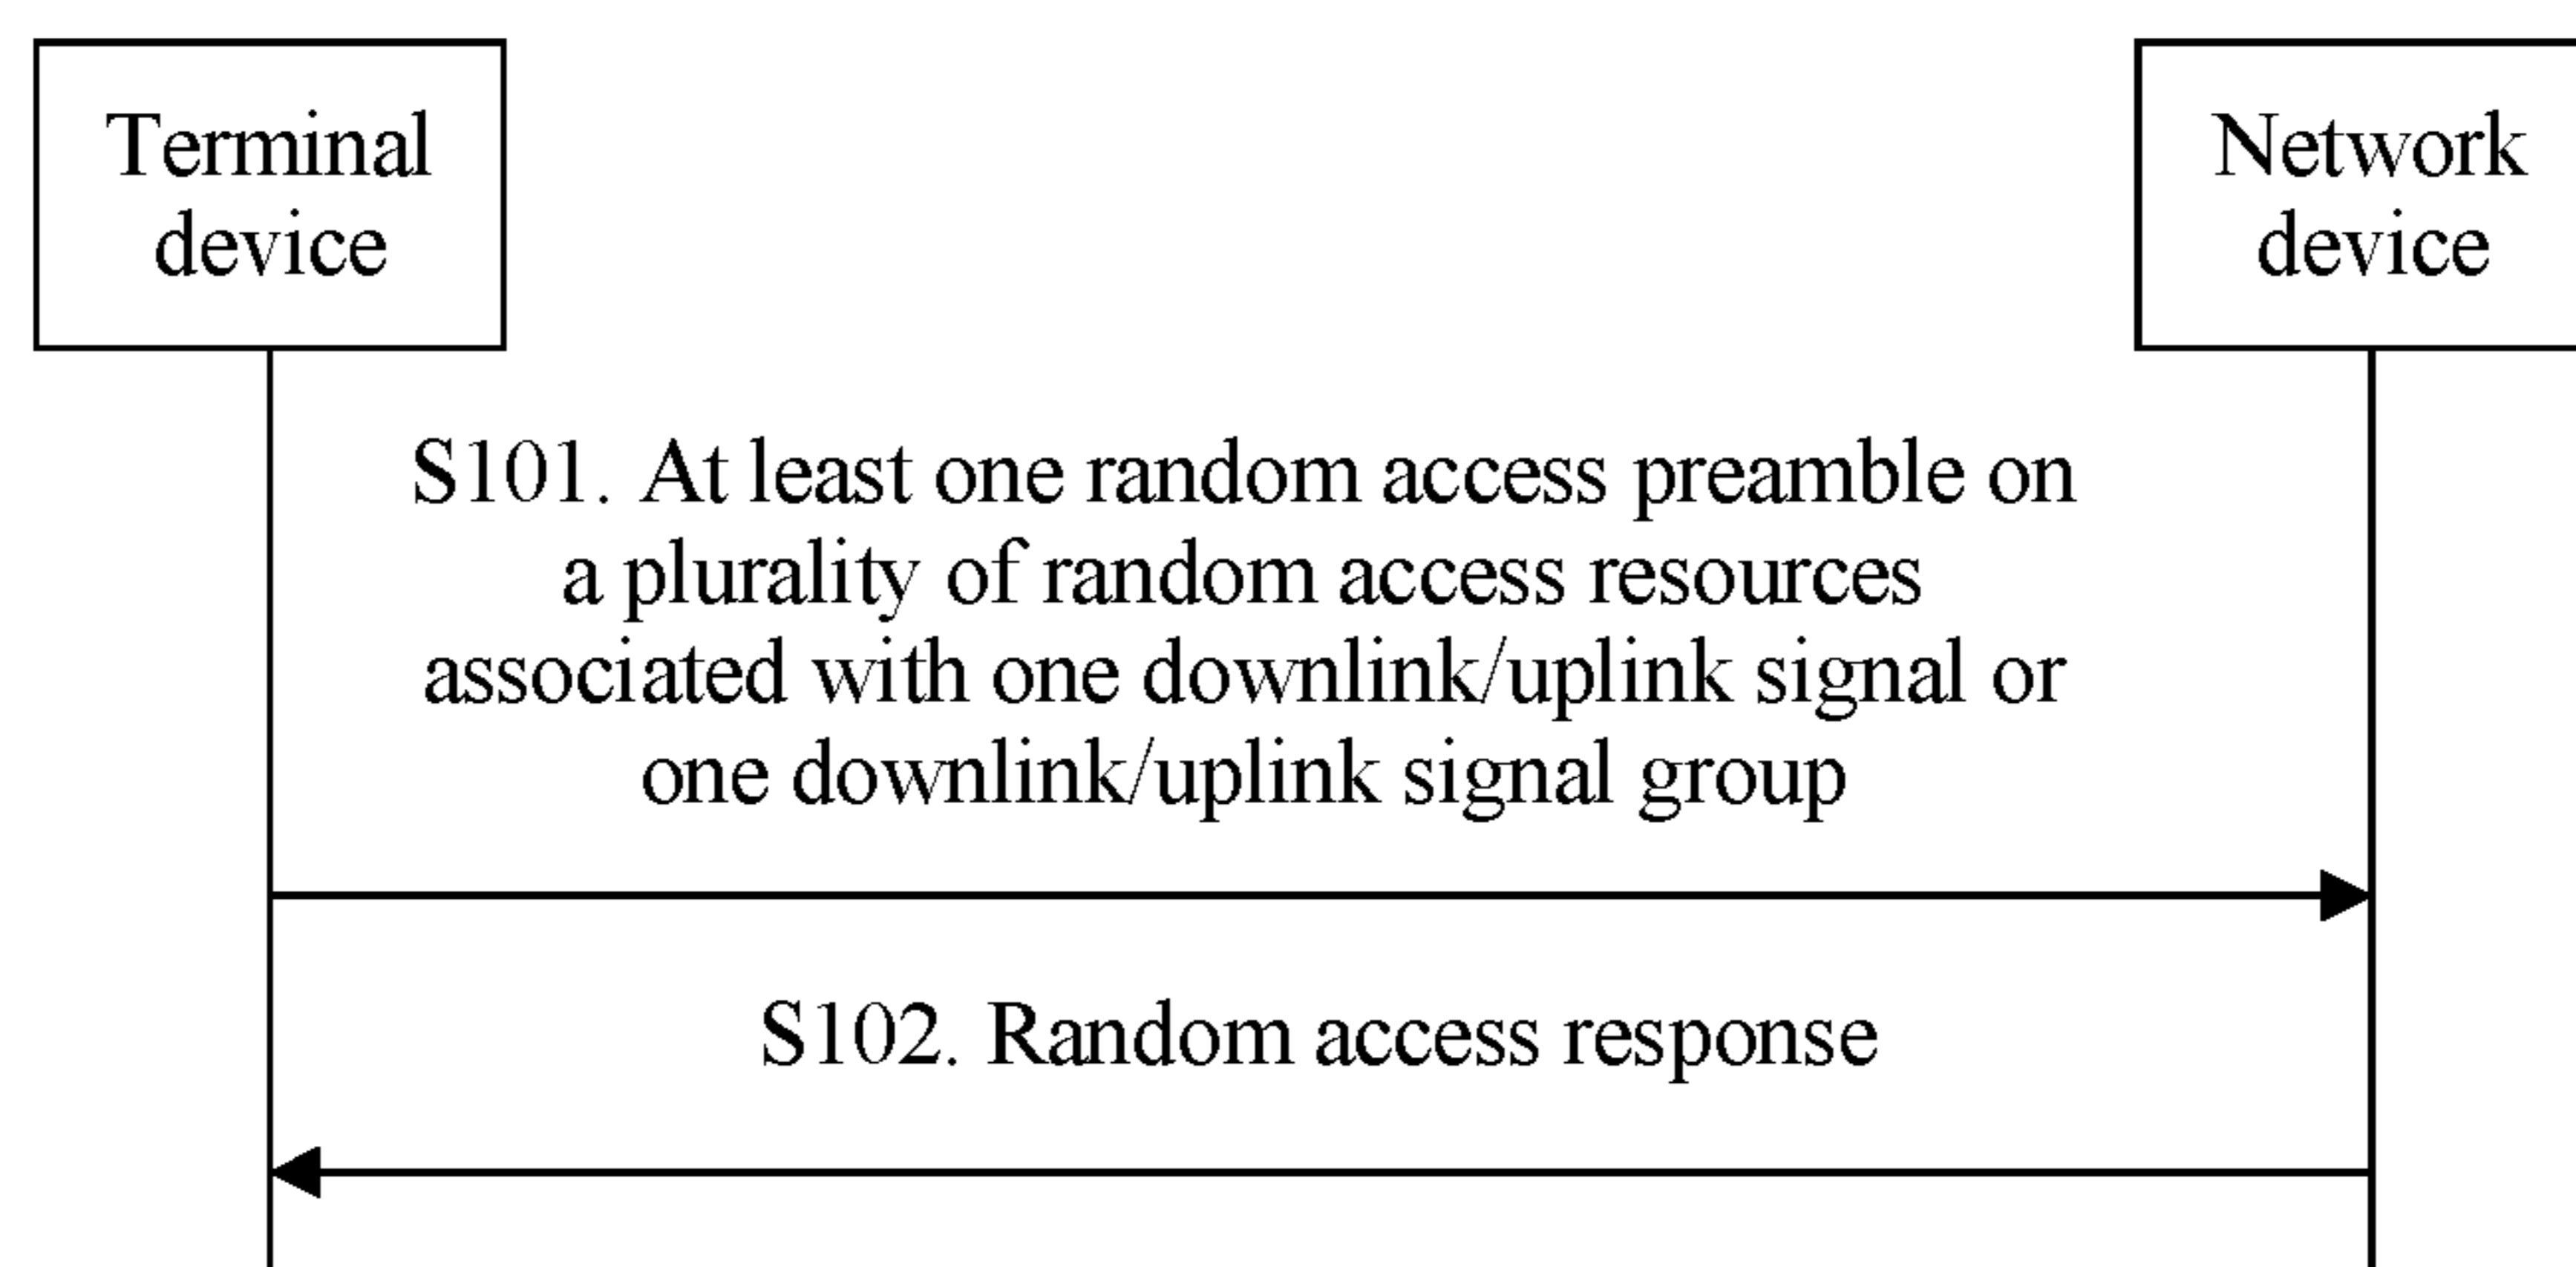 Terminal
device
Network
device
S101. At least one random access preamble on
a plurality of random access resources
associated with one downlink/uplink signal or
one downlink/uplink signal group
S102. Random access response